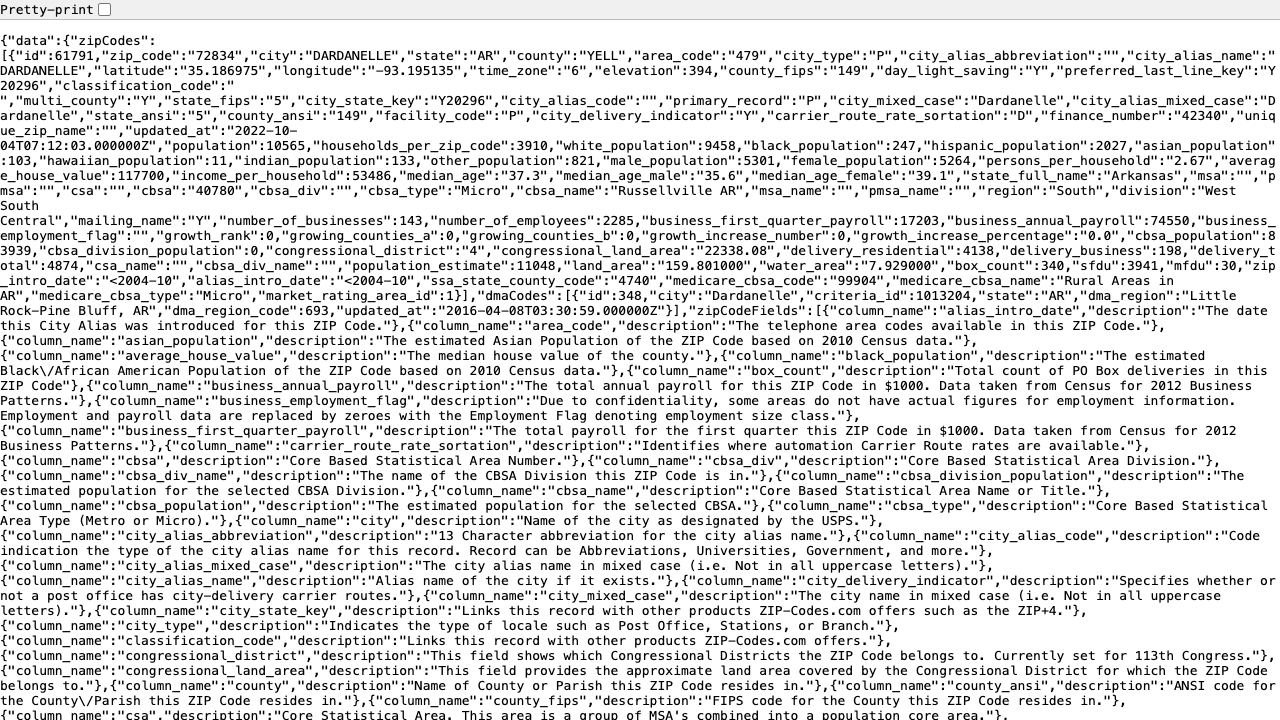 Pretty-print
{"data":{"zipCodes":
[{"id":61791,"zip_code":"72834","city":"DARDANELLE","state":"AR","county":"YELL","area_code":"479","city_type":"P","city_alias_abbreviation":"","city_alias_name":"
DARDANELLE","latitude":"35.186975","longitude":"-93.195135","time_zone":"6","elevation":394,"county_fips":"149","day_light_saving":"Y","preferred_last_line_key":"Y
20296","classification_code":"
","multi_county":"Y","state_fips":"5","city_state_key":"Y20296","city_alias_code":"","primary_record":"P","city_mixed_case":"Dardanelle","city_alias_mixed_case":"D
ardanelle","state_ansi":"5","county_ansi":"149","facility_code":"P","city_delivery_indicator":"Y","carrier_route_rate_sortation":"D","finance_number":"42340","uniq
ue_zip_name":"","updated_at":"2022-10-
04T07:12:03.000000Z","population":10565,"households_per_zip_code":3910,"white_population":9458,"black_population":247,"hispanic_population":2027,"asian_population"
:103,"hawaiian_population":11,"indian_population":133,"other_population":821,"male_population":5301,"female_population":5264,"persons_per_household":"2.67","averag
e_house_value":117700,"income_per_household":53486,"median_age":"37.3","median_age_male":"35.6","median_age_female":"39.1","state_full_name":"Arkansas","msa":"","p
msa":"","csa":"","cbsa":"40780","cbsa_div":"","cbsa_type":"Micro","cbsa_name":"Russellville AR","msa_name":"","pmsa_name":"","region":"South","division":"West
South
Central","mailing_name":"Y","number_of_businesses":143,"number_of_employees":2285,"business_first_quarter_payroll":17203,"business_annual_payroll":74550,"business_
employment_flag":"","growth_rank":0,"growing_counties_a":0,"growing_counties_b":0,"growth_increase_number":0,"growth_increase_percentage":"0.0","cbsa_population":8
3939,"cbsa_division_population":0,"congressional_district":"4","congressional_land_area":"22338.08","delivery_residential":4138,"delivery_business":198,"delivery_t
otal":4874,"csa_name":"","cbsa_div_name":"","population_estimate":11048,"land_area":"159.801000","water_area":"7.929000","box_count":340,"sfdu":3941,"mfdu":30,"zip
_intro_date":"<2004-10","alias_intro_date":"<2004-10","ssa_state_county_code":"4740","medicare_cbsa_code":"99904","medicare_cbsa_name":"Rural Areas in
AR","medicare_cbsa_type":"Micro","market_rating_area_id":1}],"dmaCodes":[{"id":348,"city":"Dardanelle","criteria_id":1013204,"state":"AR","dma_region":"Little
Rock-Pine Bluff, AR","dma_region_code":693,"updated_at":"2016-04-08T03:30:59.000000Z"}],"zipCodeFields":[{"column_name":"alias_intro_date","description":"The date
this City Alias was introduced for this ZIP Code."},{"column_name":"area_code","description":"The telephone area codes available in this ZIP Code."},
{"column_name":"asian_population","description":"The estimated Asian Population of the ZIP Code based on 2010 Census data."},
{"column_name":"average_house_value","description":"The median house value of the county."},{"column_name":"black_population","description":"The estimated
Black\/African American Population of the ZIP Code based on 2010 Census data."},{"column_name":"box_count","description":"Total count of PO Box deliveries in this
ZIP Code"},{"column_name":"business_annual_payroll","description":"The total annual payroll for this ZIP Code in $1000. Data taken from Census for 2012 Business
Patterns."},{"column_name":"business_employment_flag","description":"Due to confidentiality, some areas do not have actual figures for employment information.
Employment and payroll data are replaced by zeroes with the Employment Flag denoting employment size class."},
{"column_name":"business_first_quarter_payroll","description":"The total payroll for the first quarter this ZIP Code in $1000. Data taken from Census for 2012
Business Patterns."},{"column_name":"carrier_route_rate_sortation","description":"Identifies where automation Carrier Route rates are available."},
{"column_name":"cbsa","description":"Core Based Statistical Area Number."},{"column_name":"cbsa_div","description":"Core Based Statistical Area Division."},
{"column_name":"cbsa_div_name","description":"The name of the CBSA Division this ZIP Code is in."},{"column_name":"cbsa_division_population","description":"The
estimated population for the selected CBSA Division."},{"column_name":"cbsa_name","description":"Core Based Statistical Area Name or Title."},
{"column_name":"cbsa_population","description":"The estimated population for the selected CBSA."},{"column_name":"cbsa_type","description":"Core Based Statistical
Area Type (Metro or Micro)."},{"column_name":"city","description":"Name of the city as designated by the USPS."},
{"column_name":"city_alias_abbreviation","description":"13 Character abbreviation for the city alias name."},{"column_name":"city_alias_code","description":"Code
indication the type of the city alias name for this record. Record can be Abbreviations, Universities, Government, and more."},
{"column_name":"city_alias_mixed_case","description":"The city alias name in mixed case (i.e. Not in all uppercase letters)."},
{"column_name":"city_alias_name","description":"Alias name of the city if it exists."},{"column_name":"city_delivery_indicator","description":"Specifies whether or
not a post office has city-delivery carrier routes."},{"column_name":"city_mixed_case","description":"The city name in mixed case (i.e. Not in all uppercase
letters)."},{"column_name":"city_state_key","description":"Links this record with other products ZIP-Codes.com offers such as the ZIP+4."},
{"column_name":"city_type","description":"Indicates the type of locale such as Post Office, Stations, or Branch."},
{"column_name":"classification_code","description":"Links this record with other products ZIP-Codes.com offers."},
{"column_name":"congressional_district","description":"This field shows which Congressional Districts the ZIP Code belongs to. Currently set for 113th Congress."},
{"column_name":"congressional_land_area","description":"This field provides the approximate land area covered by the Congressional District for which the ZIP Code
belongs to."},{"column_name":"county","description":"Name of County or Parish this ZIP Code resides in."},{"column_name":"county_ansi","description":"ANSI code for
the County\/Parish this ZIP Code resides in."},{"column_name":"county_fips","description":"FIPS code for the County this ZIP Code resides in."},
{"column_name":"csa","description":"Core Statistical Area. This area is a group of MSA's combined into a population core area."},